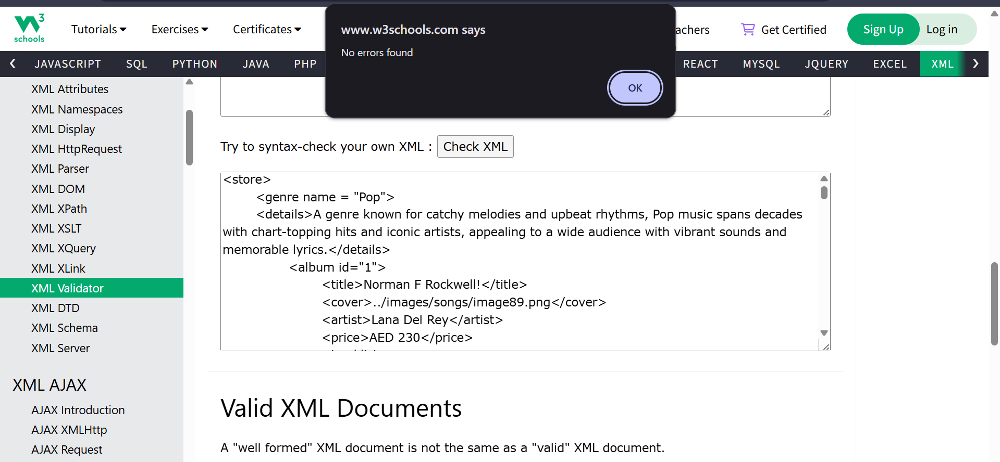 W3
schools
Tutorials
Exercises
Certificates
achers
Get Certified
Sign Up
Log in
www.w3schools.com says
No errors found
OK
JAVASCRIPT
SQL
PYTHON
JAVA
PHP
REACT
MYSQL
JQUERY
EXCEL
XML
XML Attributes
XML Namespaces
XML Display
XML HttpRequest
XML Parser
XML DOM
XML XPath
XML XSLT
XML XQuery
XML XLink
XML Validator
XML DTD
XML Schema
XML Server
XML AJAX
AJAX Introduction
AJAX XMLHttp
AJAX Request
Try to syntax-check your own XML :
Check XML
<store>
<genre name = "Pop">
<details>A genre known for catchy melodies and upbeat rhythms, Pop music spans decades
with chart-topping hits and iconic artists, appealing to a wide audience with vibrant sounds and
memorable lyrics.</details>
<album id="1">
<title>Norman F Rockwell!</title>
<cover>../images/songs/image89.png</cover>
<artist>Lana Del Rey</artist>
<price>AED 230</price>
Valid XML Documents
A "well formed" XML document is not the same as a "valid" XML document.